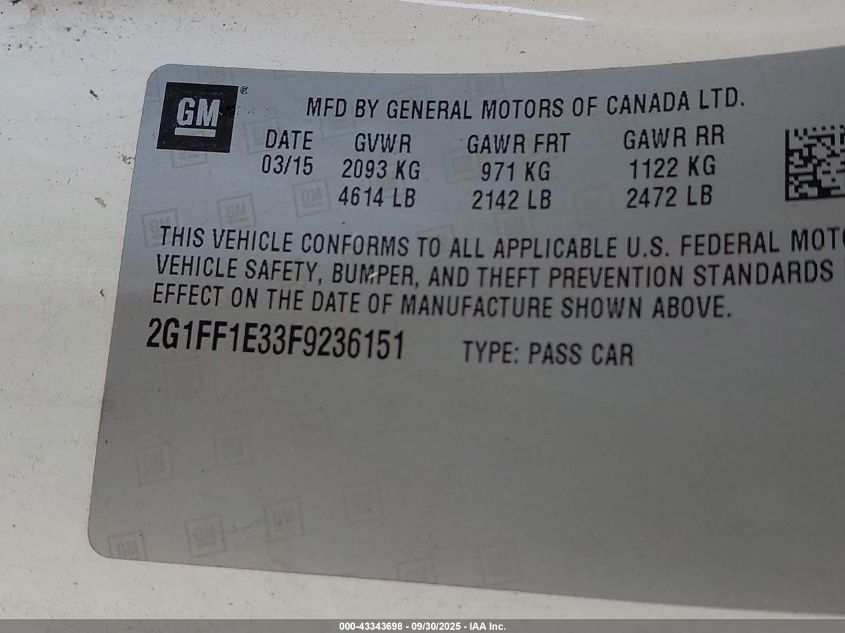 GM ®
MFD BY GENERAL MOTORS OF CANADA LTD.
DATE GVWR GAWR FRT GAWR RR
03/15 2093 KG 971 KG 1122 KG
4614 LB 2142 LB 2472 LB
THIS VEHICLE CONFORMS TO ALL APPLICABLE U.S. FEDERAL MOTO
VEHICLE SAFETY, BUMPER, AND THEFT PREVENTION STANDARDS
EFFECT ON THE DATE OF MANUFACTURE SHOWN ABOVE.
2G1FF1E33F9236151 TYPE: PASS CAR
000-43343698 - 09/30/2025 - IAA Inc.